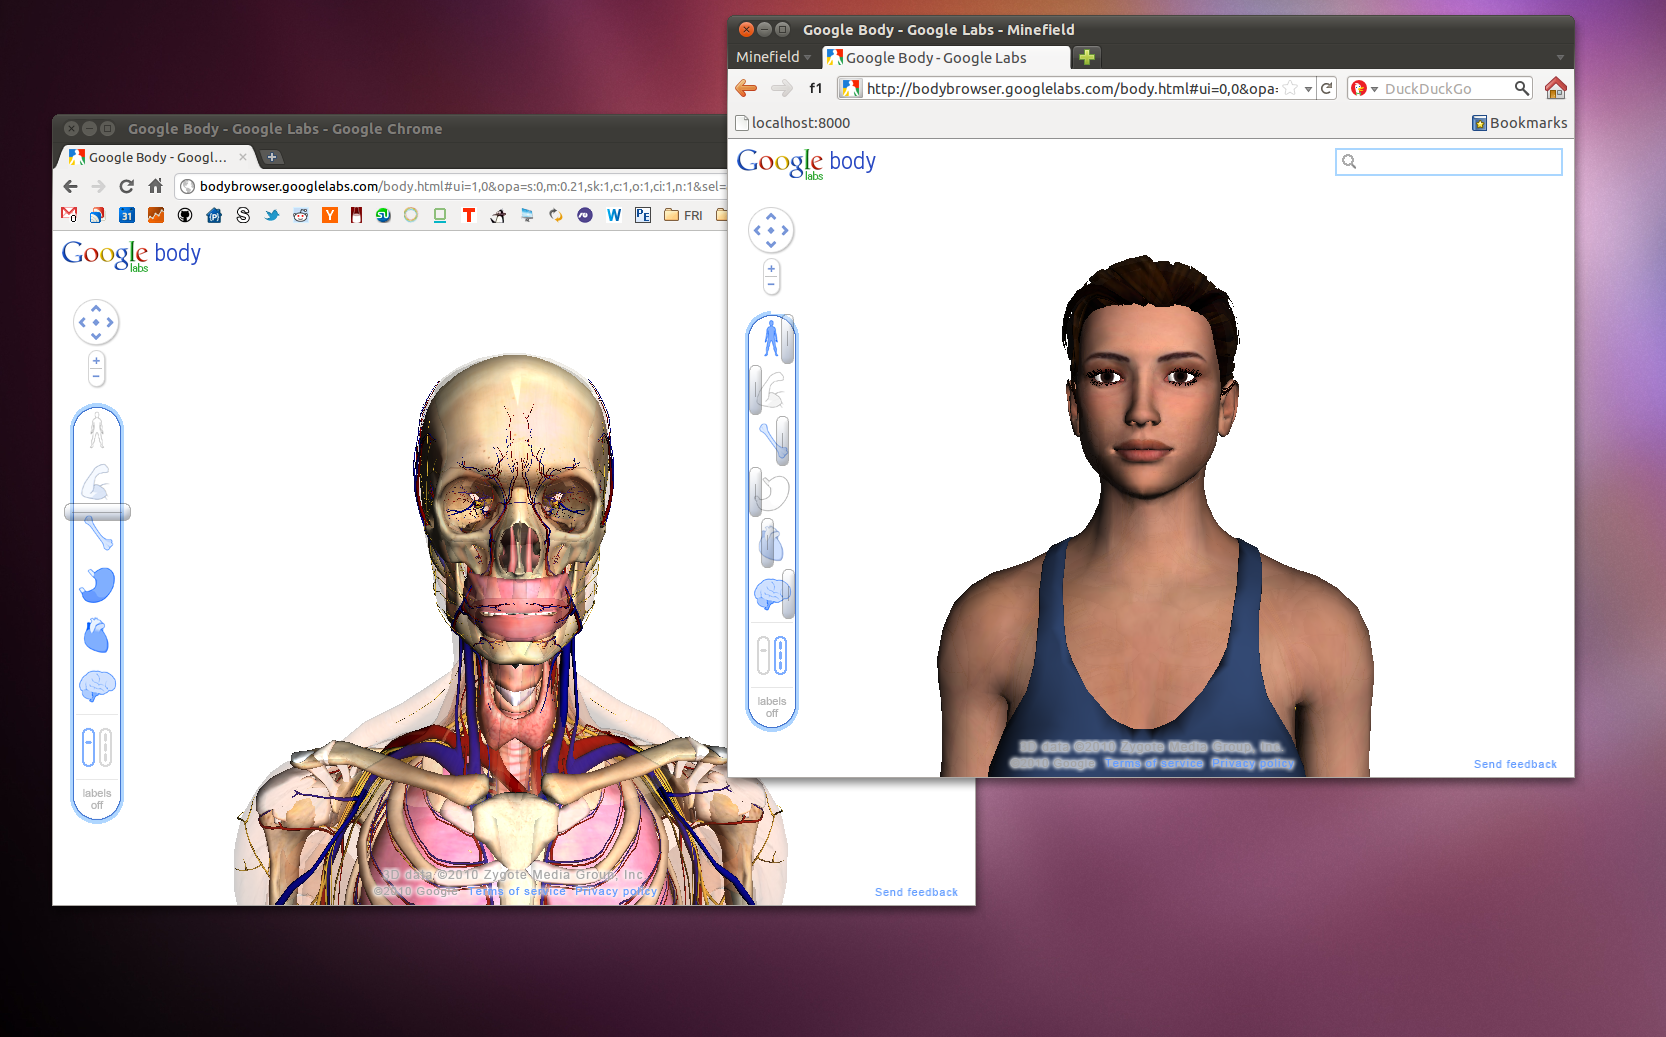 Google Body - Google Labs - Minefield
Minefield
Google Body - Google Labs
f1
http://bodybrowser.googlelabs.com/body.html#ui=0,0&opa=
DuckDuckGo
localhost:8000
Bookmarks
Google body
labs
labels
off
3D data ©2010 Zygote Media Group, Inc.
©2010 Google Terms of service Privacy policy
Send feedback
Google Body - Google Labs - Google Chrome
Google Body - Googl...
bodybrowser.googlelabs.com/body.html#ui=1,0&opa=s:0,m:0.21,sk:1,c:1,o:1,ci:1,n:1&sel=
0
31
(P)
S
Y
SU
T
W
PE
FRI
Google body
labs
labels
off
3D data ©2010 Zygote Media Group, Inc.
©2010 Google Terms of service Privacy policy
Send feedback